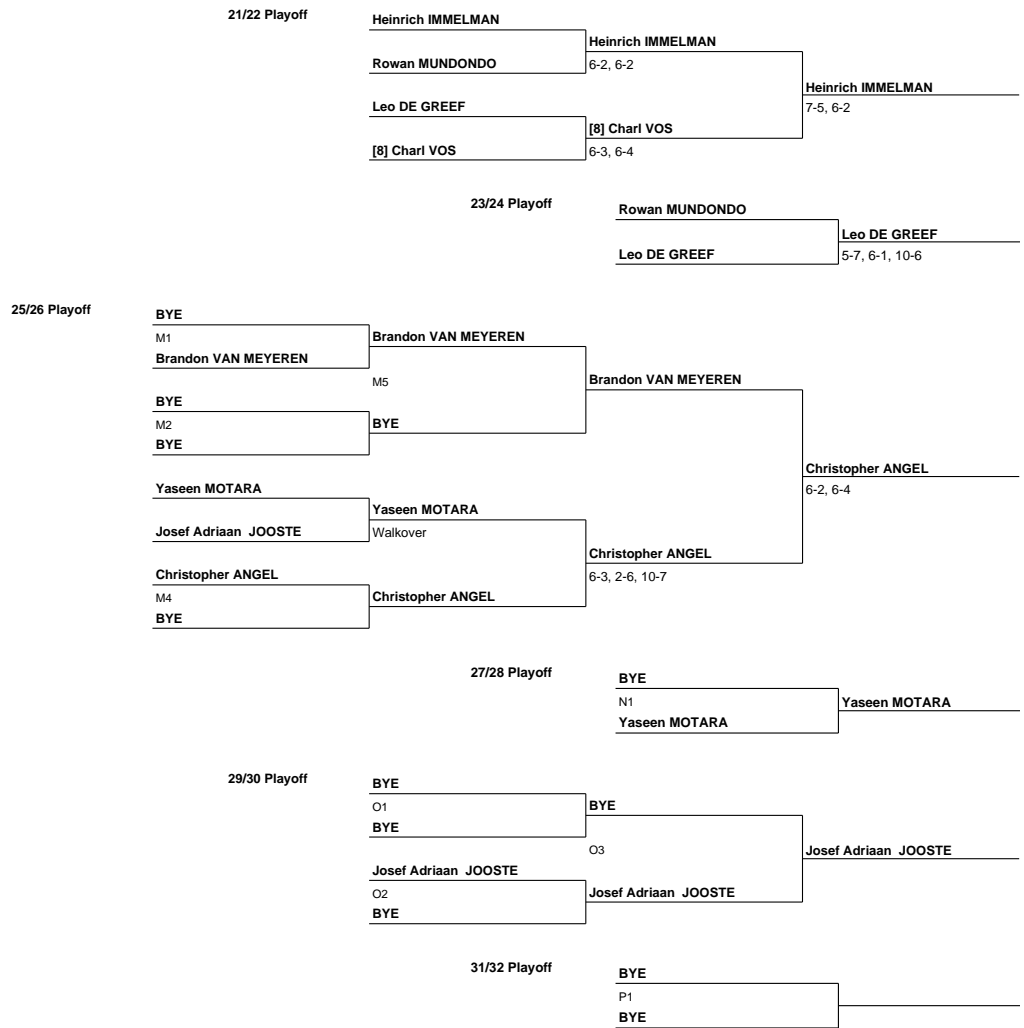 21/22 Playoff
Heinrich IMMELMAN
Heinrich IMMELMAN
Rowan MUNDONDO
6-2, 6-2
Heinrich IMMELMAN
Leo DE GREEF
7-5, 6-2
[8] Charl VOS
[8] Charl VOS
6-3, 6-4
23/24 Playoff
Rowan MUNDONDO
Leo DE GREEF
Leo DE GREEF
5-7, 6-1, 10-6
25/26 Playoff
BYE
M1
Brandon VAN MEYEREN
Brandon VAN MEYEREN
M5
Brandon VAN MEYEREN
BYE
M2
BYE
BYE
Christopher ANGEL
Yaseen MOTARA
6-2, 6-4
Yaseen MOTARA
Josef Adriaan JOOSTE
Walkover
Christopher ANGEL
Christopher ANGEL
6-3, 2-6, 10-7
M4
Christopher ANGEL
BYE
27/28 Playoff
BYE
N1
Yaseen MOTARA
Yaseen MOTARA
29/30 Playoff
BYE
O1
BYE
BYE
O3
Josef Adriaan JOOSTE
Josef Adriaan JOOSTE
O2
Josef Adriaan JOOSTE
BYE
31/32 Playoff
BYE
P1
BYE